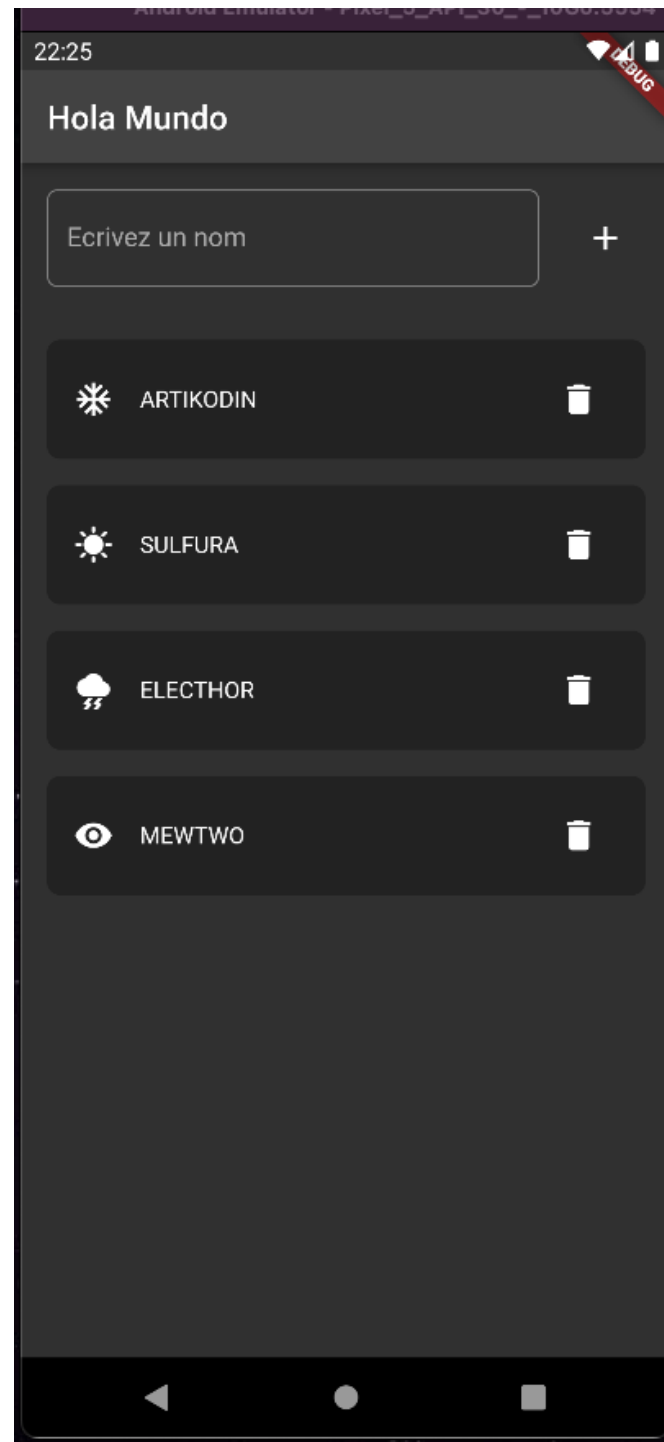 22:25
DEBUG
Hola Mundo
Ecrivez un nom
ARTIKODIN
SULFURA
ELECTHOR
MEWTWO